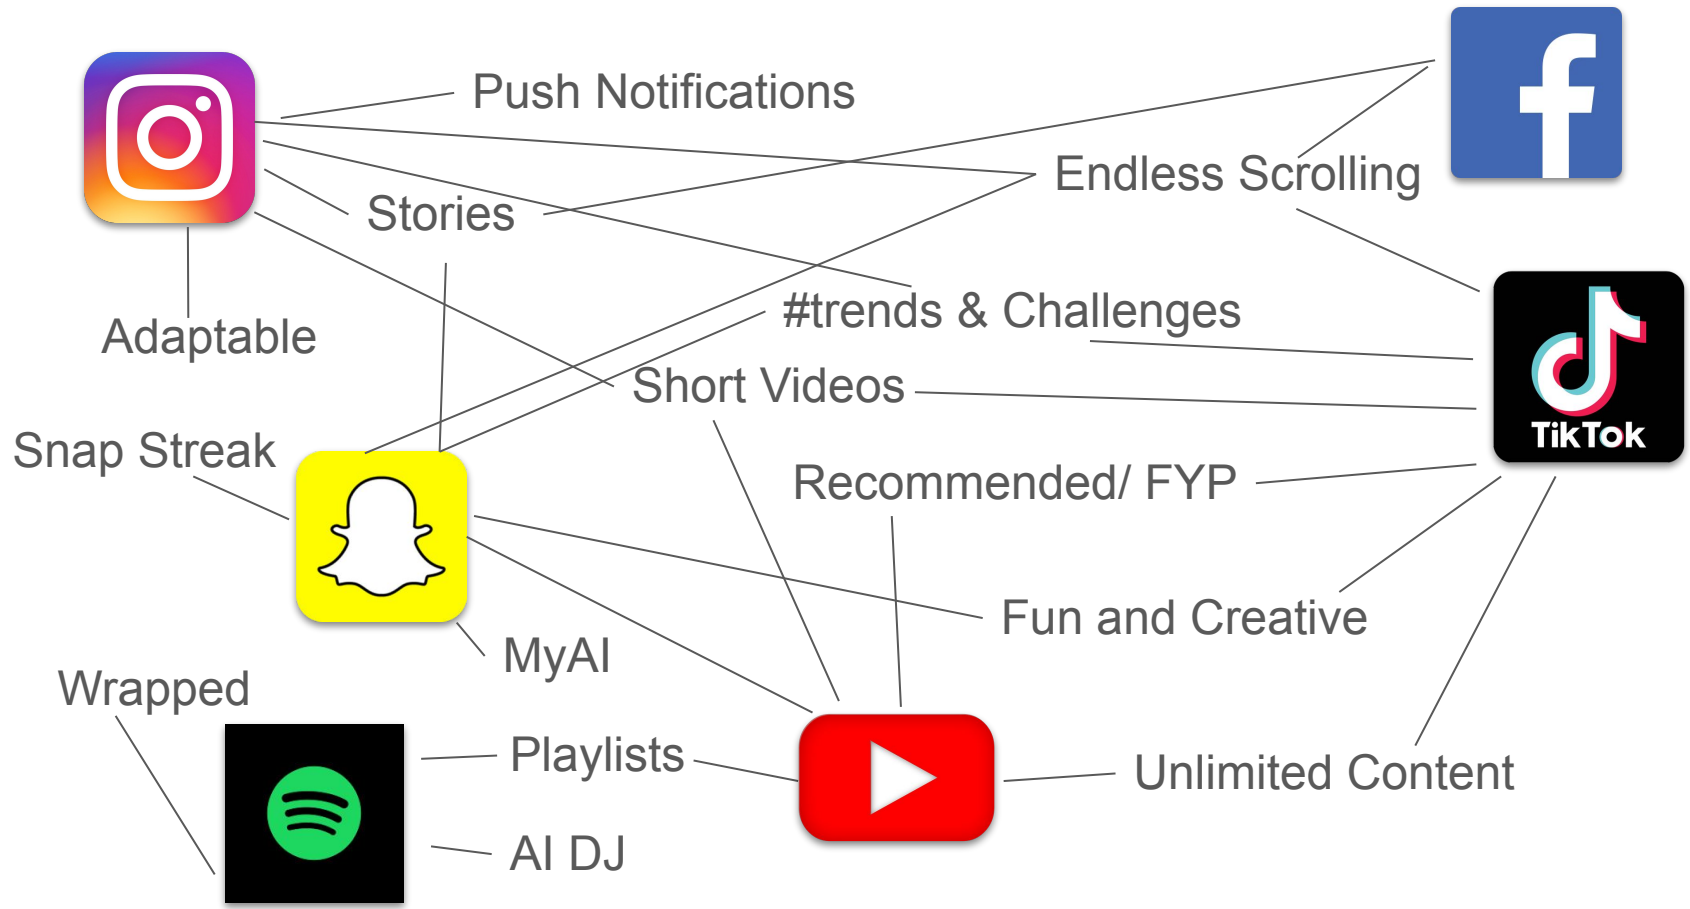 Push Notifications
Endless Scrolling
Stories
#trends & Challenges
Adaptable
Short Videos
TikTok
Snap Streak
Recommended/ FYP
Fun and Creative
MyAI
Wrapped
Playlists
Unlimited Content
AI DJ